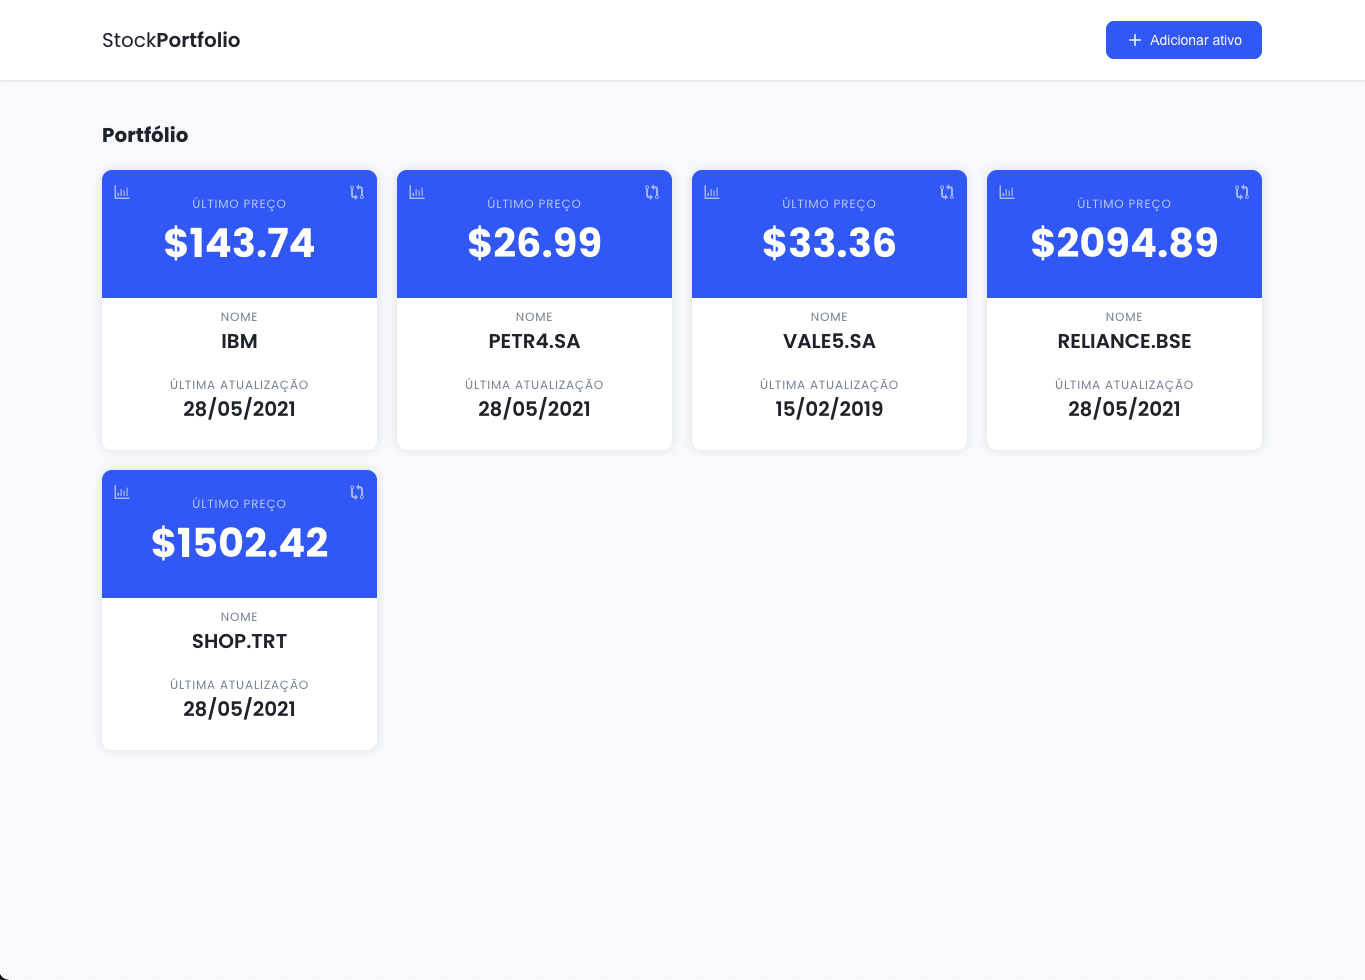 StockPortfolio
Adicionar ativo
Portfólio
ÚLTIMO PREÇO
$143.74
NOME
IBM
ÚLTIMA ATUALIZAÇÃO
28/05/2021
ÚLTIMO PREÇO
$26.99
NOME
PETR4.SA
ÚLTIMA ATUALIZAÇÃO
28/05/2021
ÚLTIMO PREÇO
$33.36
NOME
VALE5.SA
ÚLTIMA ATUALIZAÇÃO
15/02/2019
ÚLTIMO PREÇO
$2094.89
NOME
RELIANCE.BSE
ÚLTIMA ATUALIZAÇÃO
28/05/2021
ÚLTIMO PREÇO
$1502.42
NOME
SHOP.TRT
ÚLTIMA ATUALIZAÇÃO
28/05/2021